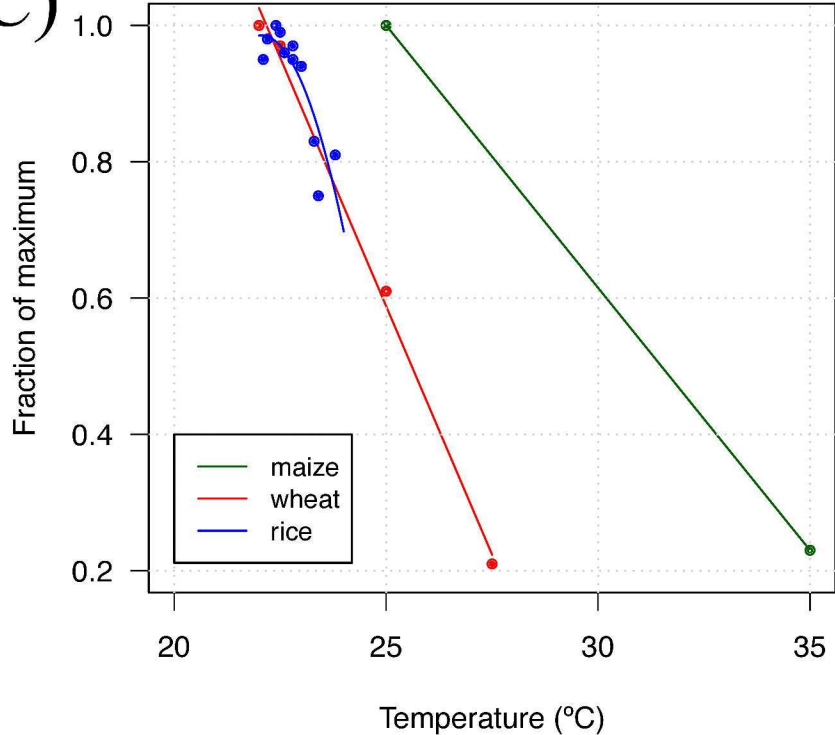 C)
1.0
0.8
0.6
0.4
0.2
Fraction of maximum
maize
wheat
rice
20 25 30 35
Temperature (ºC)